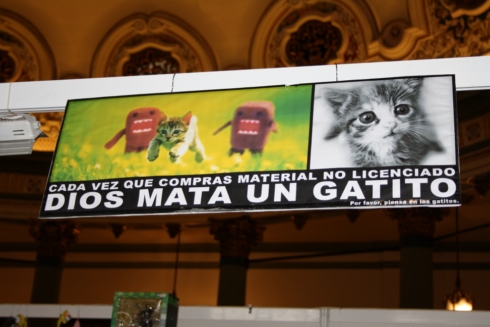 CADA VEZ QUE COMPRAS MATERIAL NO LICENCIADO
DIOS MATA UN GATITO
Por favor, piensa en los gatitos.